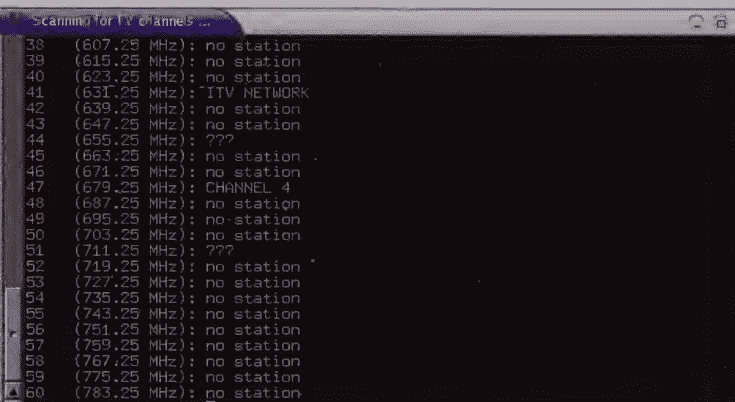 Scanning for TV channels ...
38 (607.25 MHz): no station
39 (615.25 MHz): no station
40 (623.25 MHz): no station
41 (631.25 MHz): ITV NETWORK
42 (639.25 MHz): no station
43 (647.25 MHz): no station
44 (655.25 MHz): ???
45 (663.25 MHz): no station
46 (671.25 MHz): no station
47 (679.25 MHz): CHANNEL 4
48 (687.25 MHz): no station
49 (695.25 MHz): no station
50 (703.25 MHz): no station
51 (711.25 MHz): ???
52 (719.25 MHz): no station
53 (727.25 MHz): no station
54 (735.25 MHz): no station
55 (743.25 MHz): no station
56 (751.25 MHz): no station
57 (759.25 MHz): no station
58 (767.25 MHz): no station
59 (775.25 MHz): no station
60 (783.25 MHz): no station